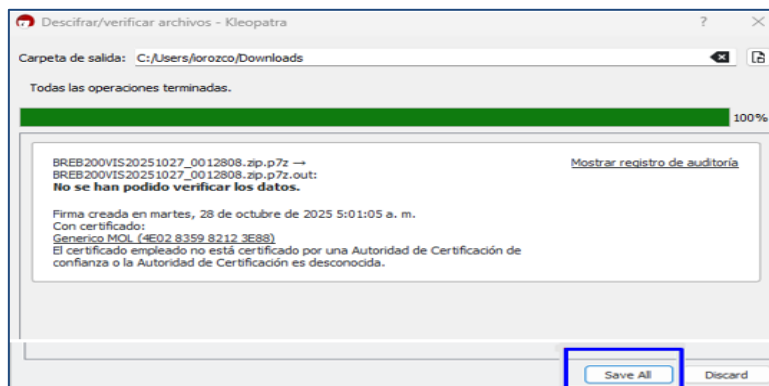 Descifrar/verificar archivos - Kleopatra
Carpeta de salida: C:/Users/iorozco/Downloads
Todas las operaciones terminadas.
100%
BREB200VIS20251027_0012808.zip.p7z →
BREB200VIS20251027_0012808.zip.p7z.out:
No se han podido verificar los datos.
Mostrar registro de auditoría
Firma creada en martes, 28 de octubre de 2025 5:01:05 a. m.
Con certificado:
Generico MOL (4E02 8359 8212 3E88)
El certificado empleado no está certificado por una Autoridad de Certificación de
confianza o la Autoridad de Certificación es desconocida.
Save All
Discard